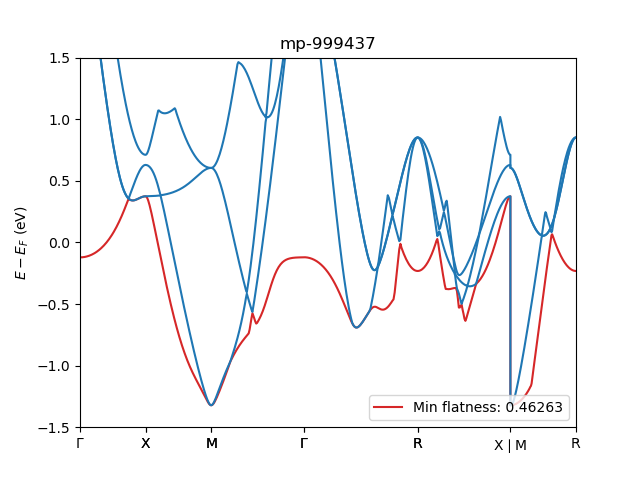 mp-999437
E − E_F (eV)
1.5
1.0
0.5
0.0
−0.5
−1.0
−1.5
Min flatness: 0.46263
Γ X M Γ R X | M R